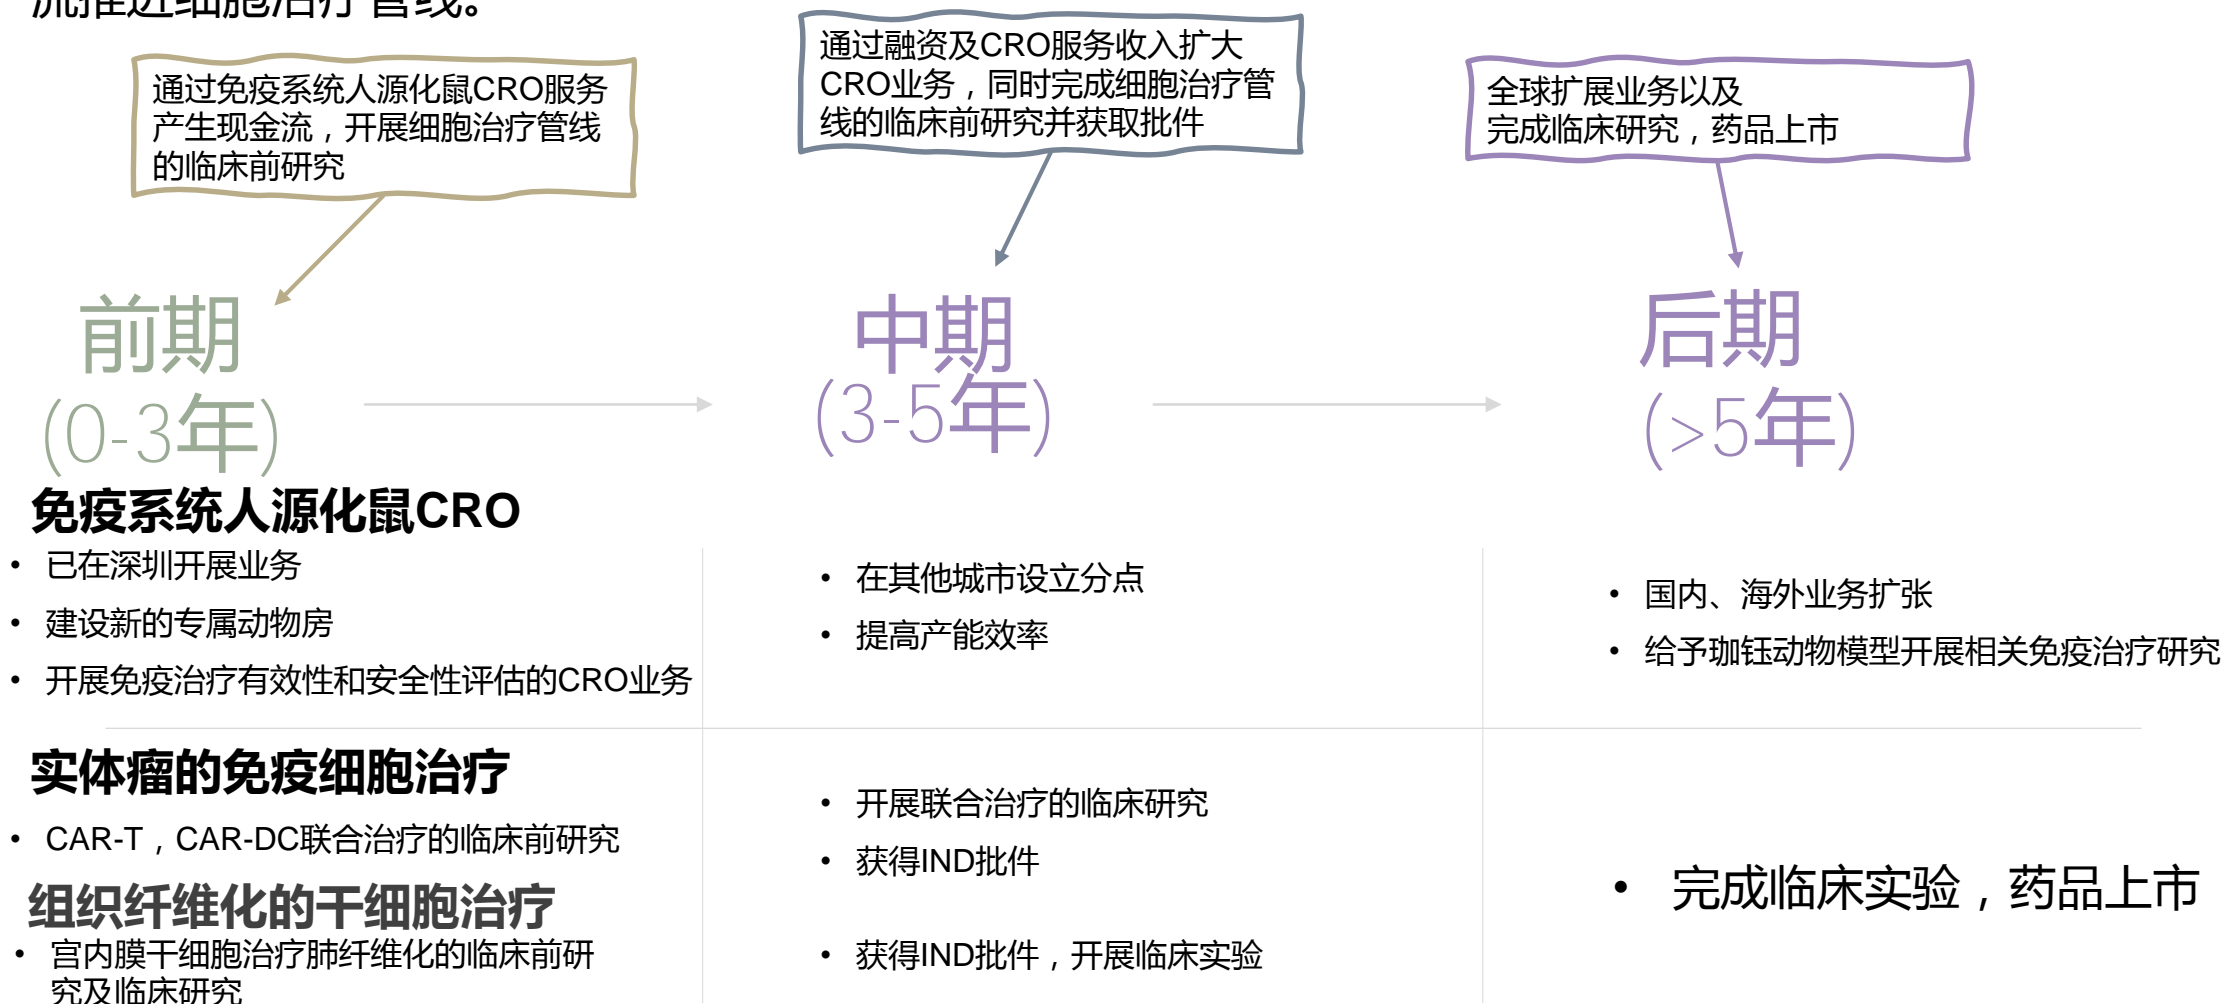 流推进细胞治疗管线。
通过免疫系统人源化鼠CRO服务
产生现金流，开展细胞治疗管线
的临床前研究
通过融资及CRO服务收入扩大
CRO业务，同时完成细胞治疗管
线的临床前研究并获取批件
全球扩展业务以及
完成临床研究，药品上市
前期
(0-3年)
中期
(3-5年)
后期
(>5年)
免疫系统人源化鼠CRO
• 已在深圳开展业务
• 建设新的专属动物房
• 开展免疫治疗有效性和安全性评估的CRO业务
• 在其他城市设立分点
• 提高产能效率
• 国内、海外业务扩张
• 给予珈钰动物模型开展相关免疫治疗研究
实体瘤的免疫细胞治疗
• CAR-T，CAR-DC联合治疗的临床前研究
• 开展联合治疗的临床研究
• 获得IND批件
组织纤维化的干细胞治疗
• 宫内膜干细胞治疗肺纤维化的临床前研
究及临床研究
• 获得IND批件，开展临床实验
• 完成临床实验，药品上市